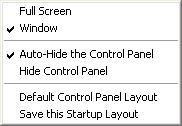 Full Screen
Window
Auto-Hide the Control Panel
Hide Control Panel
Default Control Panel Layout
Save this Startup Layout